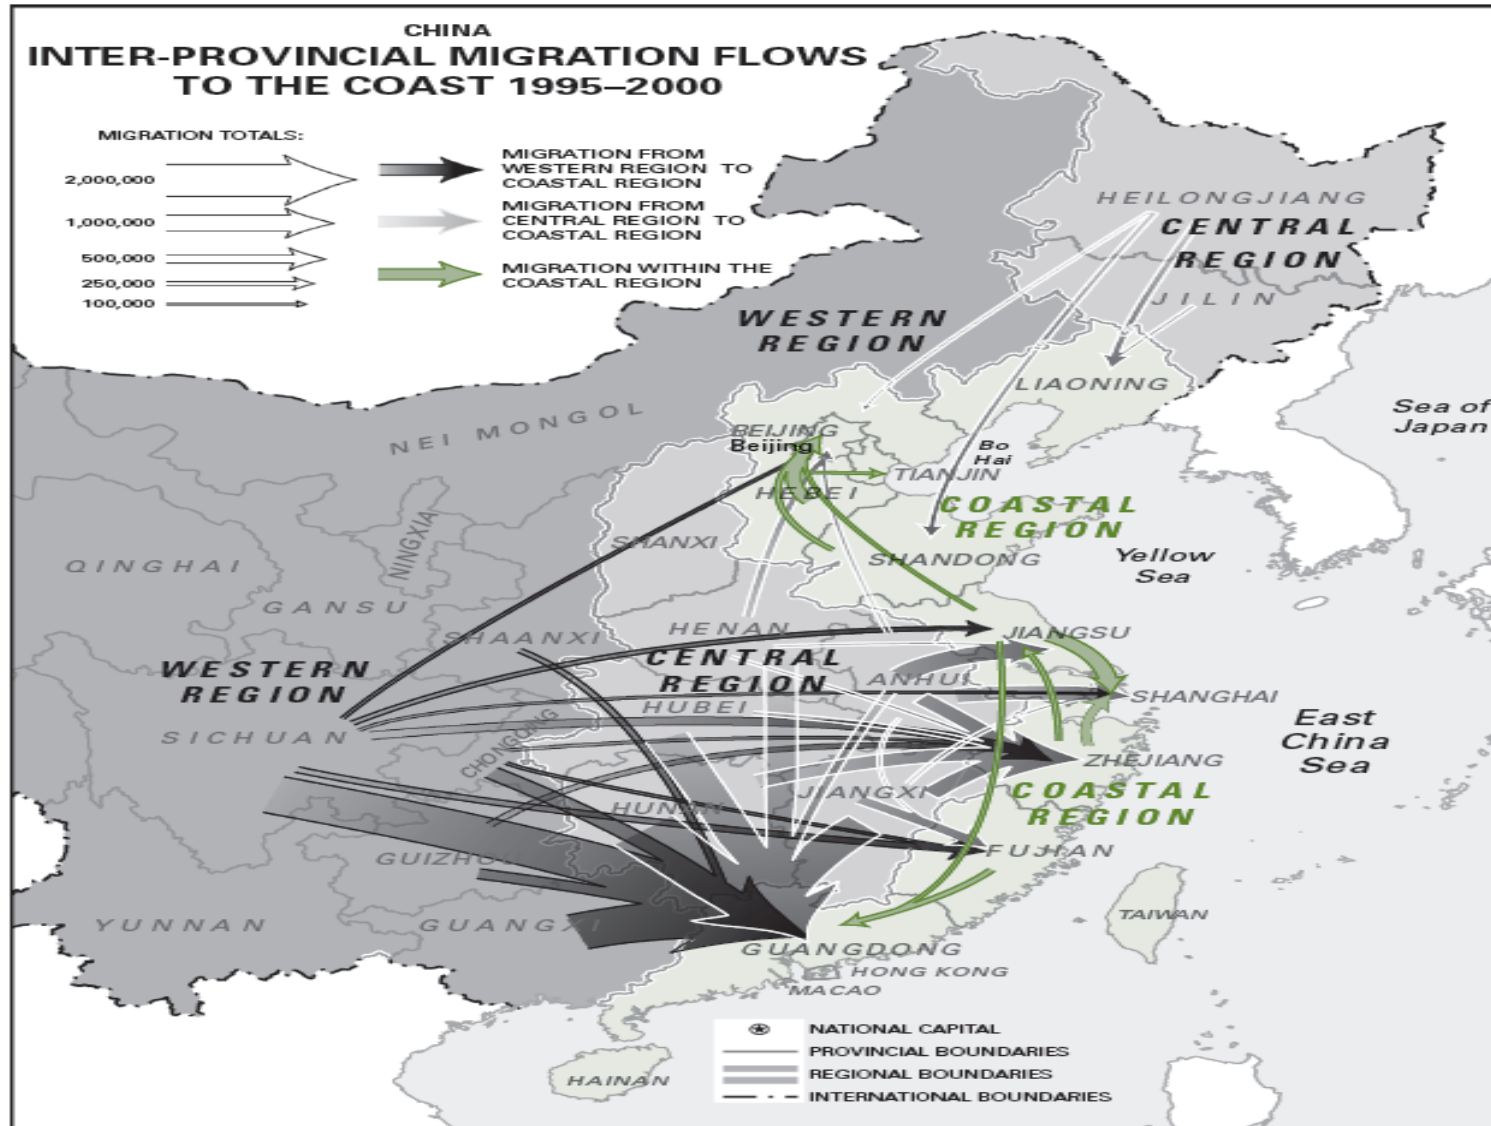 CHINA
INTER-PROVINCIAL MIGRATION FLOWS
TO THE COAST 1995–2000
MIGRATION TOTALS:
2,000,000
1,000,000
500,000
250,000
100,000
MIGRATION FROM
WESTERN REGION TO
COASTAL REGION
MIGRATION FROM
CENTRAL REGION TO
COASTAL REGION
MIGRATION WITHIN THE
COASTAL REGION
HEILONGJIANG
CENTRAL
REGION
JILIN
WESTERN
REGION
LIAONING
NEI MONGOL
Sea of
Japan
BEIJING
Beijing
Bo
Hai
TIANJIN
HEBEI
COASTAL
REGION
NINGXIA
SHANXI
QINGHAI
SHANDONG
Yellow
Sea
GANSU
SHAANXI
HENAN
JIANGSU
WESTERN
REGION
CENTRAL
REGION
ANHUI
SHANGHAI
HUBEI
SICHUAN
CHONGQING
East
China
Sea
ZHEJIANG
HUNAN
JIANGXI
COASTAL
REGION
GUIZHOU
FUJIAN
YUNNAN
GUANGXI
TAIWAN
GUANGDONG
HONG KONG
MACAO
HAINAN
NATIONAL CAPITAL
PROVINCIAL BOUNDARIES
REGIONAL BOUNDARIES
INTERNATIONAL BOUNDARIES